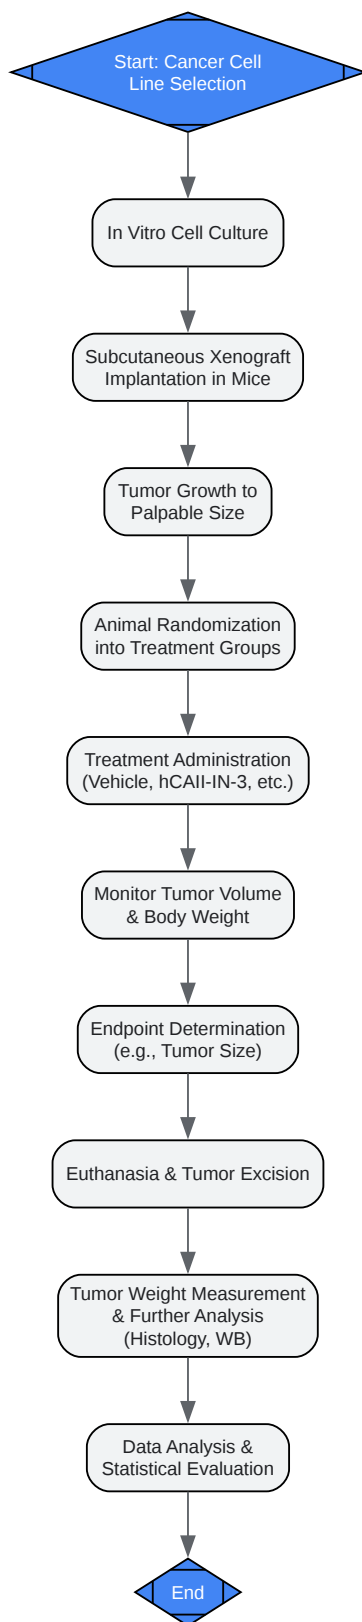 Start: Cancer Cell
Line Selection
In Vitro Cell Culture
Subcutaneous Xenograft
Implantation in Mice
Tumor Growth to
Palpable Size
Animal Randomization
into Treatment Groups
Treatment Administration
(Vehicle, hCAII-IN-3, etc.)
Monitor Tumor Volume
& Body Weight
Endpoint Determination
(e.g., Tumor Size)
Euthanasia & Tumor Excision
Tumor Weight Measurement
& Further Analysis
(Histology, WB)
Data Analysis &
Statistical Evaluation
End